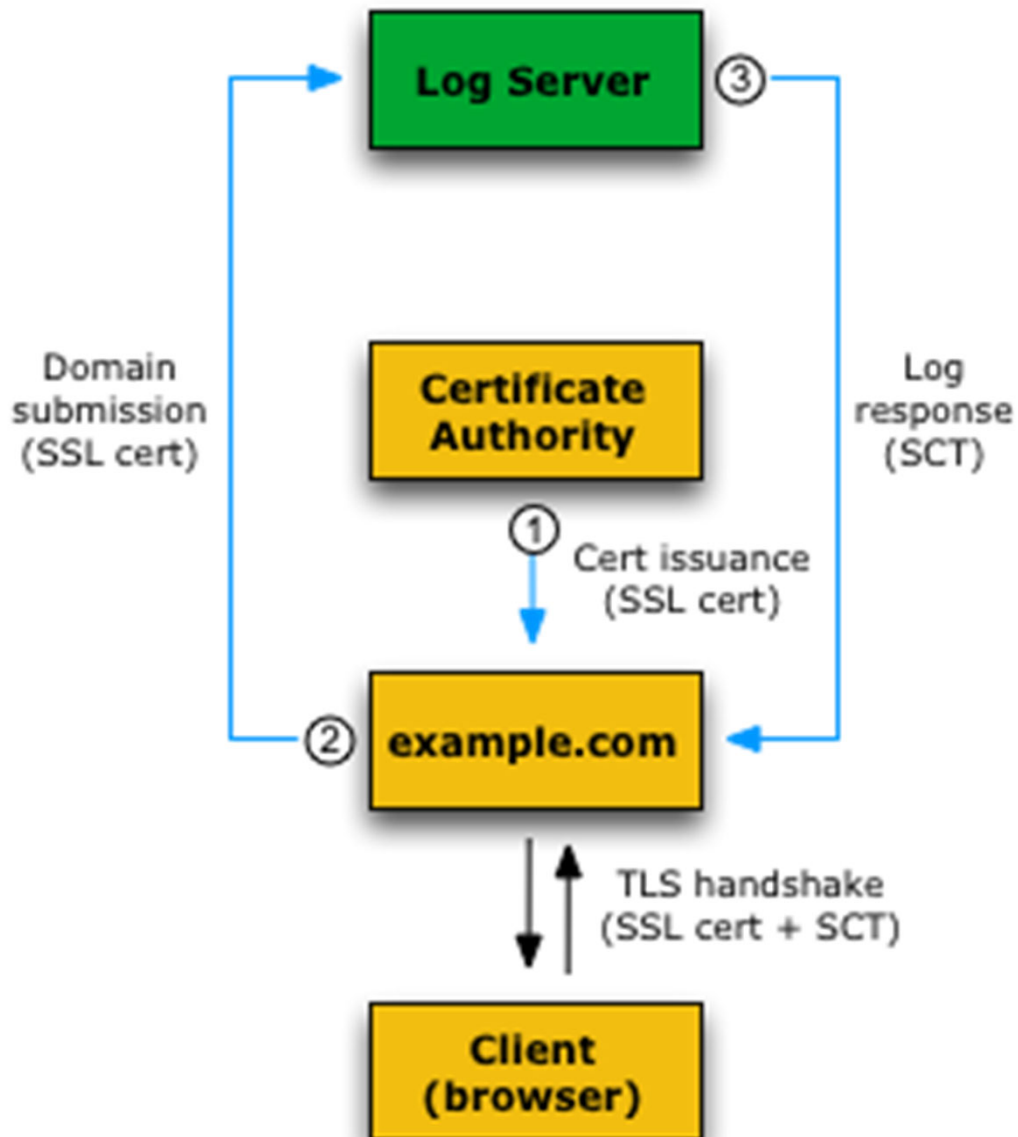 Log Server
3
Domain
submission
(SSL cert)
Certificate
Authority
Log
response
(SCT)
1
Cert issuance
(SSL cert)
2
example.com
TLS handshake
(SSL cert + SCT)
Client
(browser)